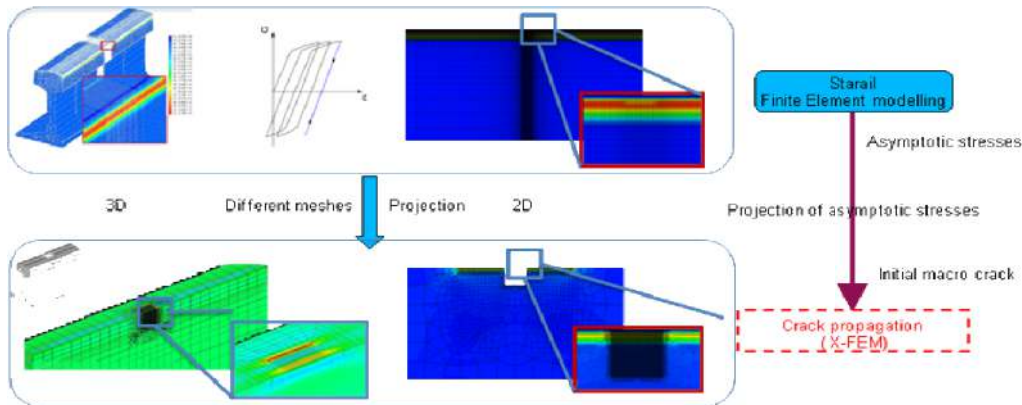 σ
ε
Starail
Finite Element modelling
Asymptotic stresses
3D
Different meshes
Projection
2D
Projection of asymptotic stresses
Initial macro crack
Crack propagation
(X-FEM)